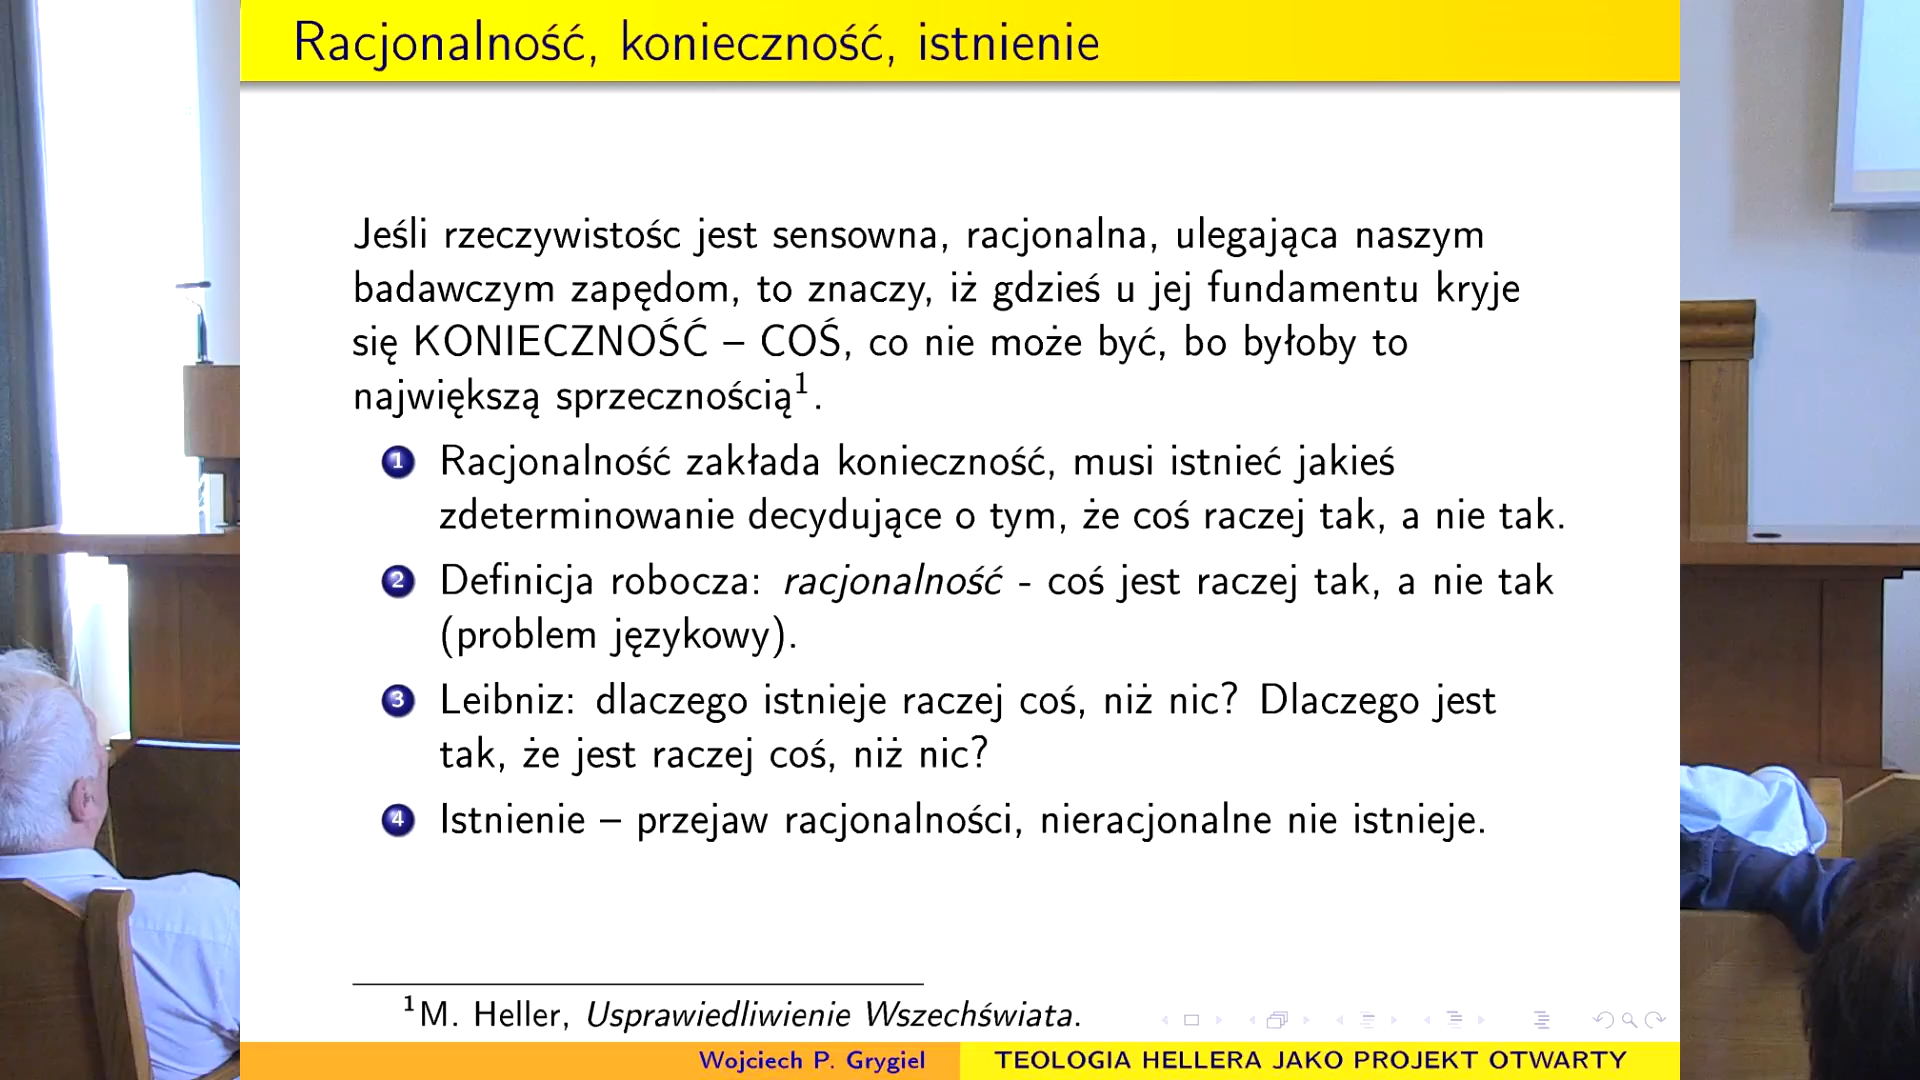 Racjonalność, konieczność, istnienie
Jeśli rzeczywistośc jest sensowna, racjonalna, ulegająca naszym
badawczym zapędom, to znaczy, iż gdzieś u jej fundamentu kryje
się KONIECZNOŚĆ – COŚ, co nie może być, bo byłoby to
największą sprzecznością¹.
1 Racjonalność zakłada konieczność, musi istnieć jakieś
zdeterminowanie decydujące o tym, że coś raczej tak, a nie tak.
2 Definicja robocza: racjonalność - coś jest raczej tak, a nie tak
(problem językowy).
3 Leibniz: dlaczego istnieje raczej coś, niż nic? Dlaczego jest
tak, że jest raczej coś, niż nic?
4 Istnienie – przejaw racjonalności, nieracjonalne nie istnieje.
¹M. Heller, Usprawiedliwienie Wszechświata.
Wojciech P. Grygiel TEOLOGIA HELLERA JAKO PROJEKT OTWARTY